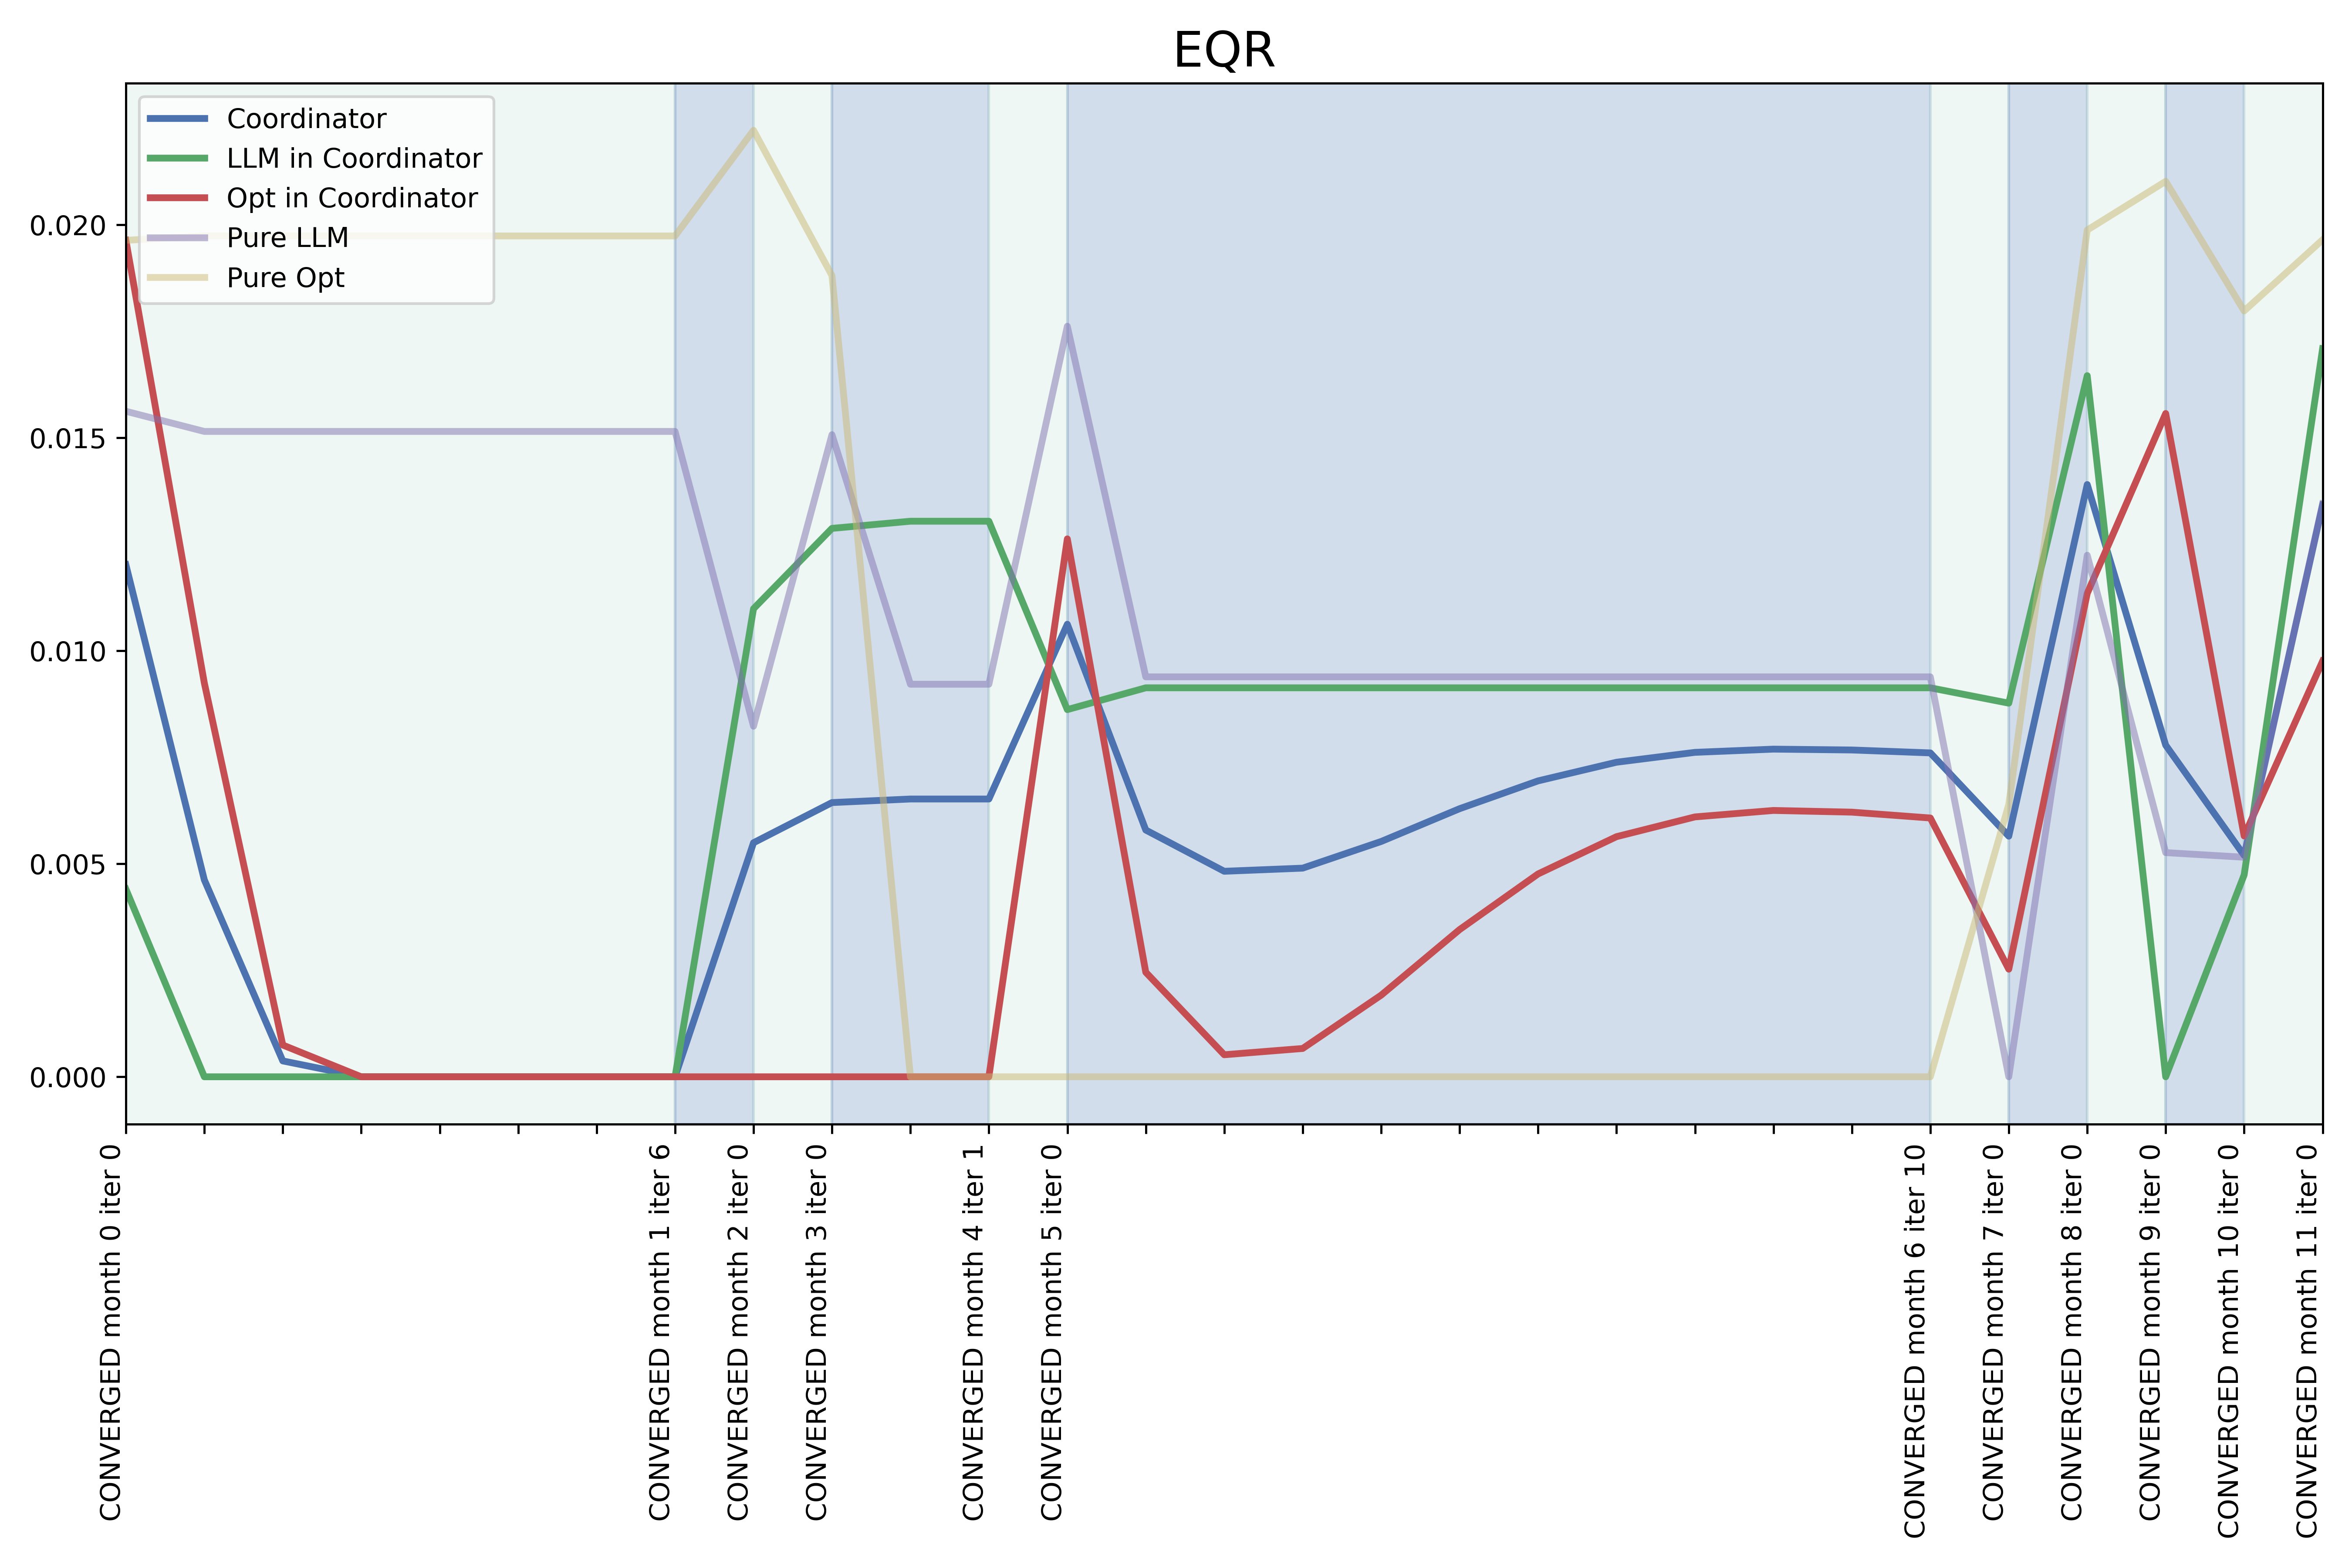 EQR
Coordinator
LLM in Coordinator
Opt in Coordinator
Pure LLM
Pure Opt
0.020
0.015
0.010
0.005
0.000
CONVERGED month 0 iter 0
CONVERGED month 1 iter 6
CONVERGED month 2 iter 0
CONVERGED month 3 iter 0
CONVERGED month 4 iter 1
CONVERGED month 5 iter 0
CONVERGED month 6 iter 10
CONVERGED month 7 iter 0
CONVERGED month 8 iter 0
CONVERGED month 9 iter 0
CONVERGED month 10 iter 0
CONVERGED month 11 iter 0